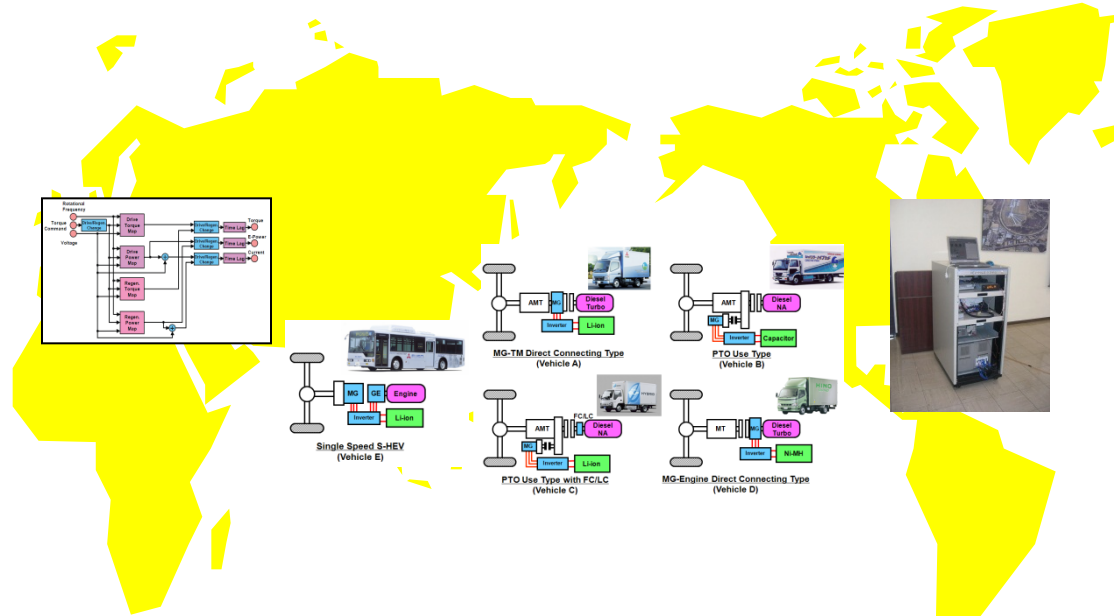 Rotational
Frequency
Torque
Command
Voltage
Drive/Regen.
Change
Drive
Torque
Map
Drive
Power
Map
Regen.
Torque
Map
Regen.
Power
Map
Drive/Regen.
Change
Time Lag
Torque
Drive/Regen.
Change
Time Lag
E-Power
Drive/Regen.
Change
Time Lag
Current
MG
GE
Engine
Inverter
Li-ion
Single Speed S-HEV
(Vehicle E)
AMT
MG
Diesel
Turbo
Inverter
Li-ion
MG-TM Direct Connecting Type
(Vehicle A)
AMT
Diesel
NA
MG
Inverter
Capacitor
PTO Use Type
(Vehicle B)
FC/LC
AMT
Diesel
NA
MG
Inverter
Li-ion
PTO Use Type with FC/LC
(Vehicle C)
HINO
MT
MG
Diesel
Turbo
Inverter
Ni-MH
MG-Engine Direct Connecting Type
(Vehicle D)